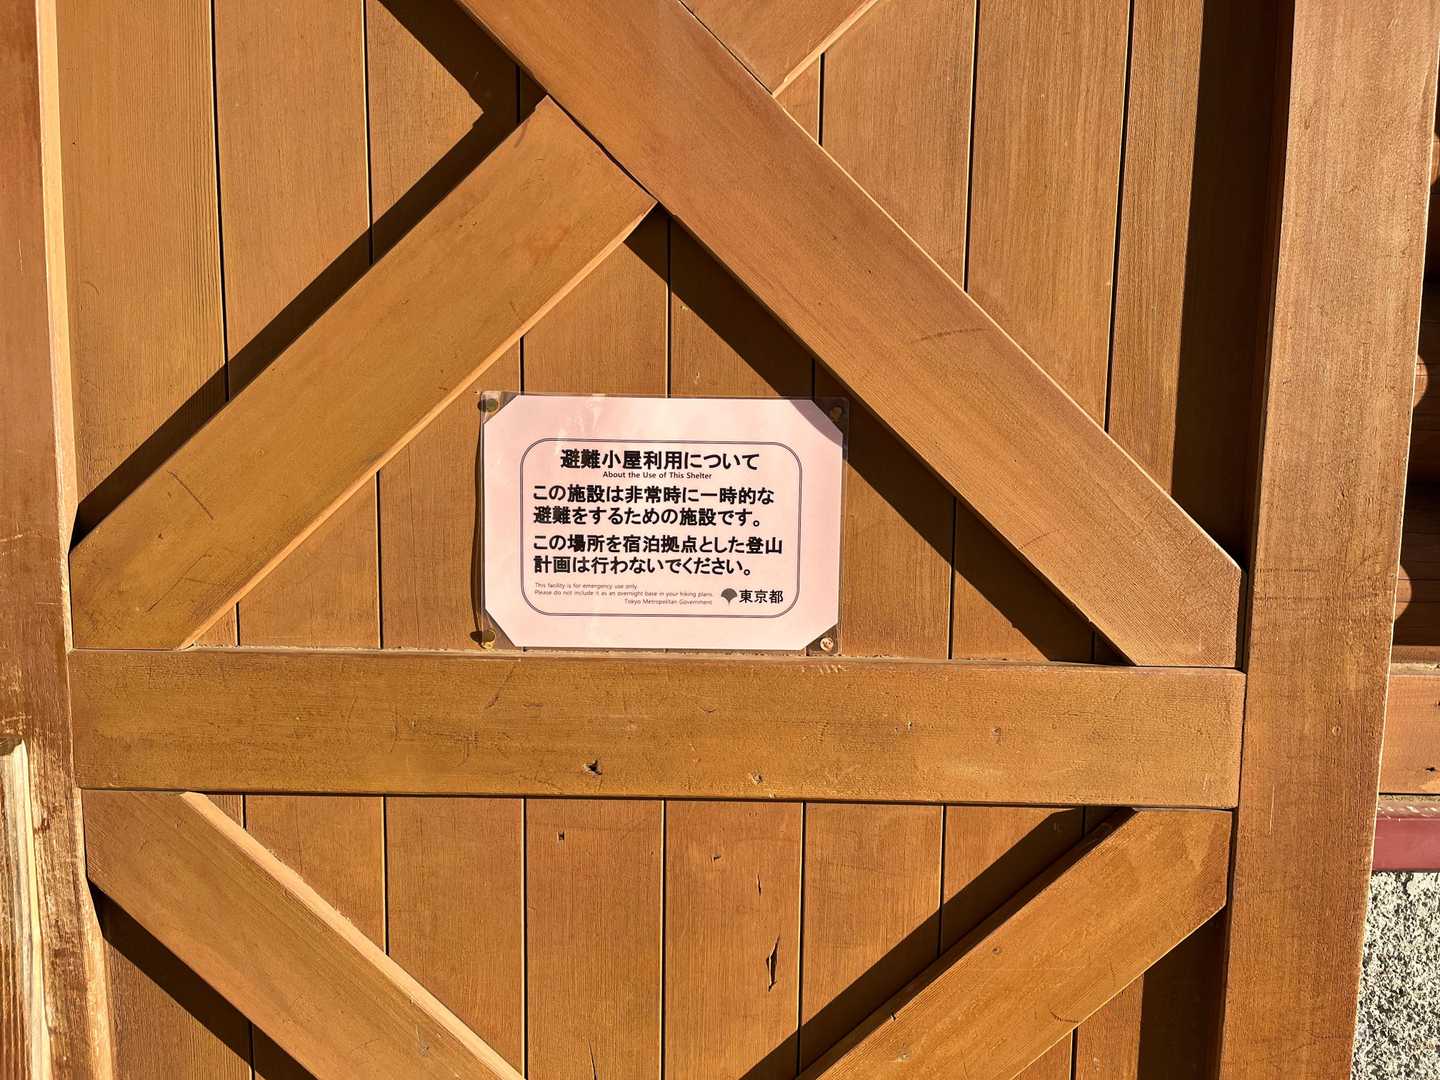 避難小屋利用について
About the Use of This Shelter
この施設は非常時に一時的な
避難をするための施設です。
この場所を宿泊拠点とした登山
計画は行わないでください。
This facility is for emergency use only.
Please do not include it as an overnight base in your hiking plans.
Tokyo Metropolitan Government
東京都